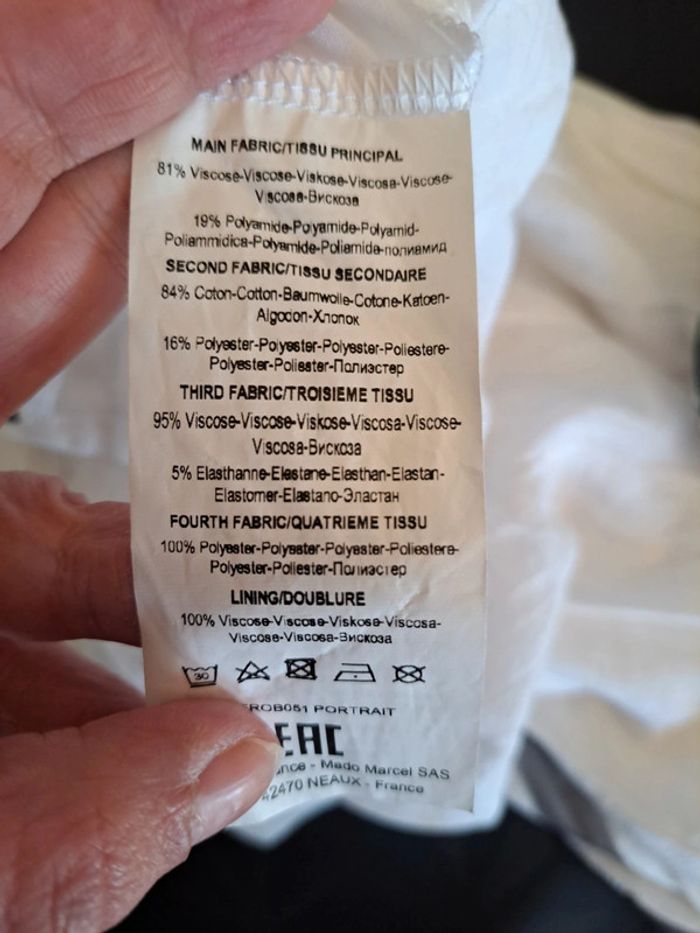 MAIN FABRIC/TISSU PRINCIPAL
81% Viscose-Viscose-Viskose-Viscosa-Viscose-
Viscosa-Вискоза
19% Polyamide-Polyamide-Polyamid-
Poliammidica-Polyamide-Poliamida-полиамид
SECOND FABRIC/TISSU SECONDAIRE
84% Coton-Cotton-Baumwolle-Cotone-Katoen-
Algodon-Хлопок
16% Polyester-Polyester-Polyester-Poliestere-
Polyester-Poliester-Полиэстер
THIRD FABRIC/TROISIEME TISSU
95% Viscose-Viscose-Viskose-Viscosa-Viscose-
Viscosa-Вискоза
5% Elasthanne-Elastane-Elasthan-Elastan-
Elastomer-Elastano-Эластан
FOURTH FABRIC/QUATRIEME TISSU
100% Polyester-Polyester-Polyester-Poliestere-
Polyester-Poliester-Полиэстер
LINING/DOUBLURE
100% Viscose-Viscose-Viskose-Viscosa-
Viscose-Viscosa-Вискоза
30
ROB051 PORTRAIT
EAC
- Mado Marcel SAS
42470 NEAUX - France